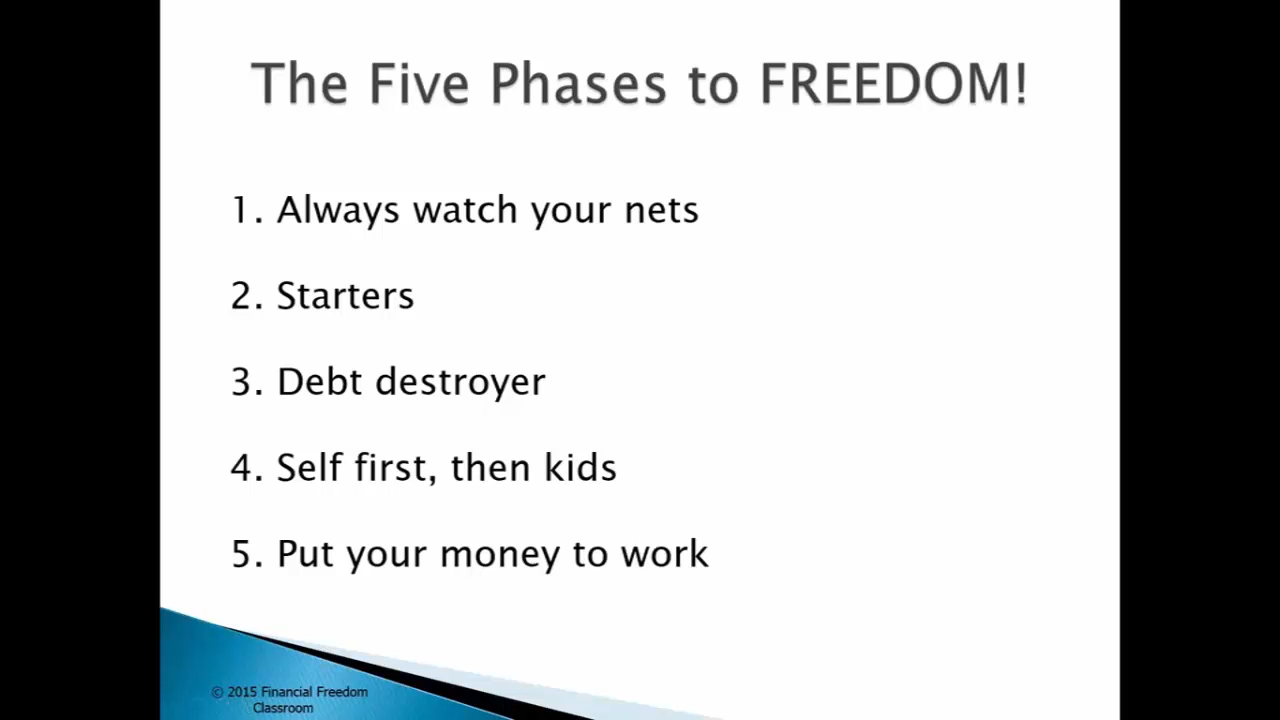 The Five Phases to FREEDOM!
1. Always watch your nets
2. Starters
3. Debt destroyer
4. Self first, then kids
5. Put your money to work
© 2015 Financial Freedom
Classroom